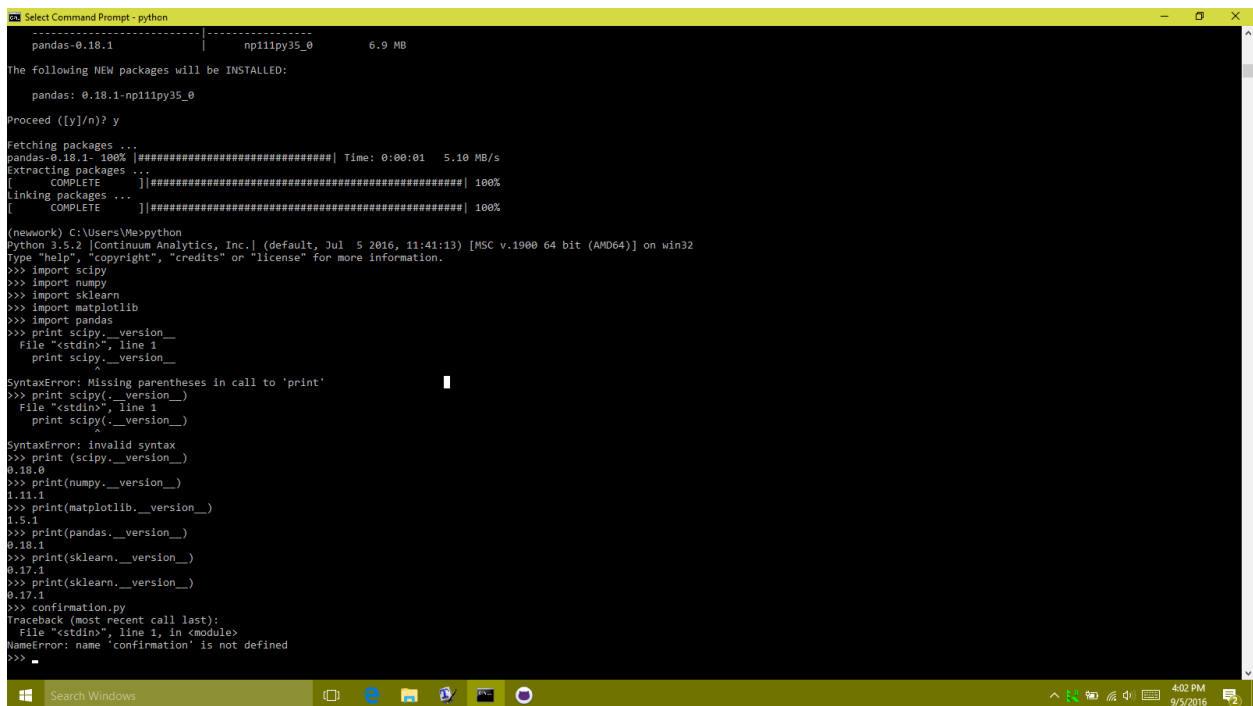 Select Command Prompt - python
---------------------------|-----------------
pandas-0.18.1 | np111py35_0 6.9 MB
The following NEW packages will be INSTALLED:
pandas: 0.18.1-np111py35_0
Proceed ([y]/n)? y
Fetching packages ...
pandas-0.18.1- 100% |###############################| Time: 0:00:01 5.10 MB/s
Extracting packages ...
[ COMPLETE ]|##################################################| 100%
Linking packages ...
[ COMPLETE ]|##################################################| 100%
(newwork) C:\Users\Me>python
Python 3.5.2 |Continuum Analytics, Inc.| (default, Jul 5 2016, 11:41:13) [MSC v.1900 64 bit (AMD64)] on win32
Type "help", "copyright", "credits" or "license" for more information.
>>> import scipy
>>> import numpy
>>> import sklearn
>>> import matplotlib
>>> import pandas
>>> print scipy.__version__
File "<stdin>", line 1
print scipy.__version__
^
SyntaxError: Missing parentheses in call to 'print'
>>> print scipy(.__version__)
File "<stdin>", line 1
print scipy(.__version__)
^
SyntaxError: invalid syntax
>>> print (scipy.__version__)
0.18.0
>>> print(numpy.__version__)
1.11.1
>>> print(matplotlib.__version__)
1.5.1
>>> print(pandas.__version__)
0.18.1
>>> print(sklearn.__version__)
0.17.1
>>> print(sklearn.__version__)
0.17.1
>>> confirmation.py
Traceback (most recent call last):
File "<stdin>", line 1, in <module>
NameError: name 'confirmation' is not defined
>>> _
Search Windows
4:02 PM
9/5/2016
2